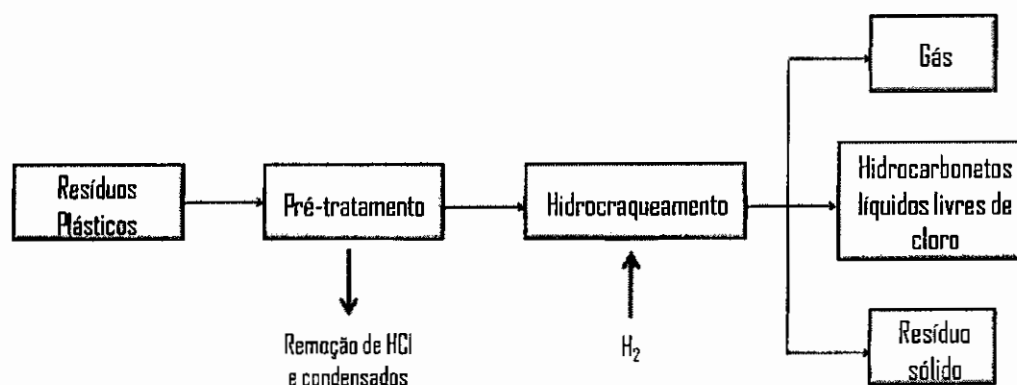 Gás
Resíduos
Plásticos
Pré-tratamento
Hidrocraqueamento
Hidrocarbonetos
líquidos livres de
cloro
Remoção de HCl
e condensados
H₂
Resíduo
sólido